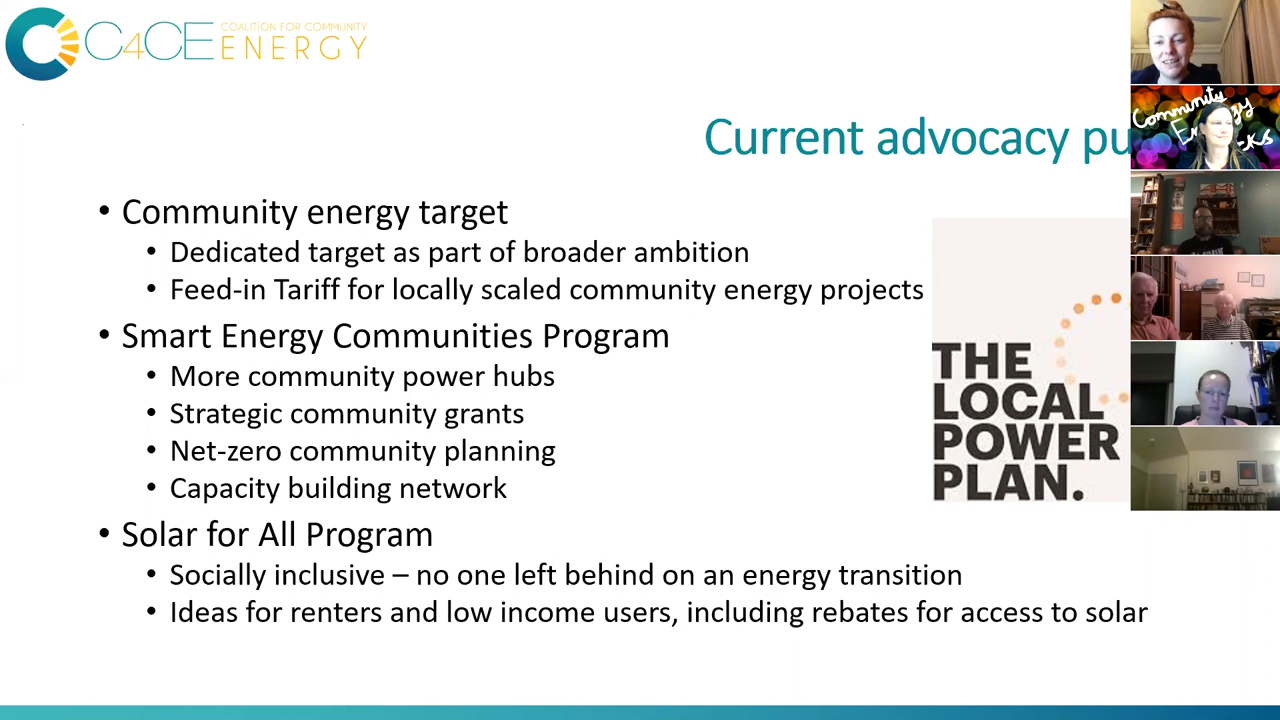 C4CE COALITION FOR COMMUNITY
ENERGY
Current advocacy pu
Community
Energy
-KS
• Community energy target
• Dedicated target as part of broader ambition
• Feed-in Tariff for locally scaled community energy projects
• Smart Energy Communities Program
• More community power hubs
• Strategic community grants
• Net-zero community planning
• Capacity building network
• Solar for All Program
• Socially inclusive – no one left behind on an energy transition
• Ideas for renters and low income users, including rebates for access to solar
THE
LOCAL
POWER
PLAN.